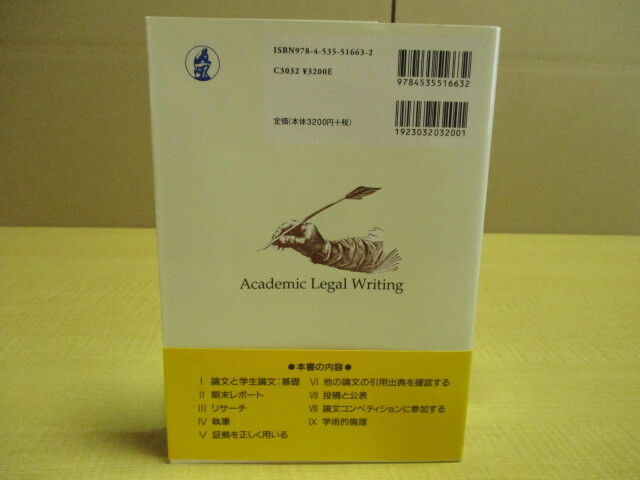 ISBN978-4-535-51663-2
C3032 ¥3200E
9784535516632
定価(本体3200円+税)
1923032032001
Academic Legal Writing
●本書の内容●
Ⅰ 論文と学生論文:基礎
Ⅱ 期末レポート
Ⅲ リサーチ
Ⅳ 執筆
Ⅴ 証拠を正しく用いる
Ⅵ 他の論文の引用出典を確認する
Ⅶ 投稿と公表
Ⅷ 論文コンペティションに参加する
Ⅸ 学術的倫理